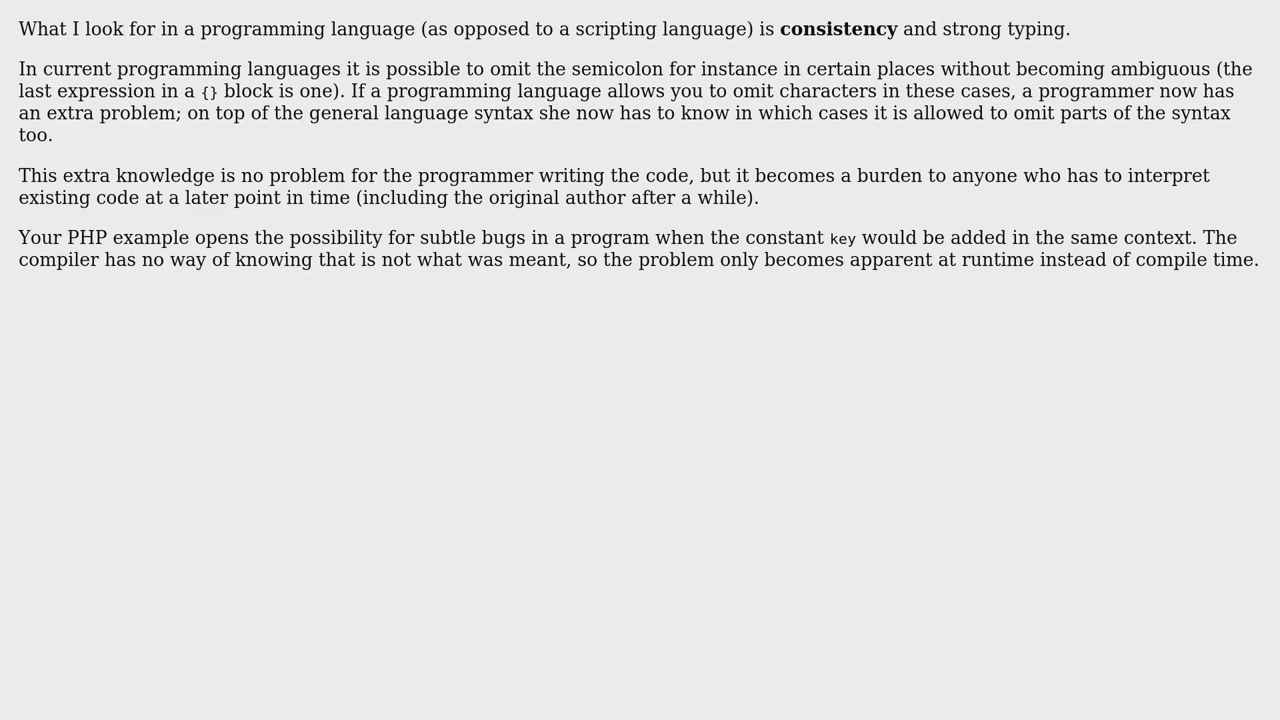 What I look for in a programming language (as opposed to a scripting language) is consistency and strong typing.
In current programming languages it is possible to omit the semicolon for instance in certain places without becoming ambiguous (the
last expression in a {} block is one). If a programming language allows you to omit characters in these cases, a programmer now has
an extra problem; on top of the general language syntax she now has to know in which cases it is allowed to omit parts of the syntax
too.
This extra knowledge is no problem for the programmer writing the code, but it becomes a burden to anyone who has to interpret
existing code at a later point in time (including the original author after a while).
Your PHP example opens the possibility for subtle bugs in a program when the constant key would be added in the same context. The
compiler has no way of knowing that is not what was meant, so the problem only becomes apparent at runtime instead of compile time.